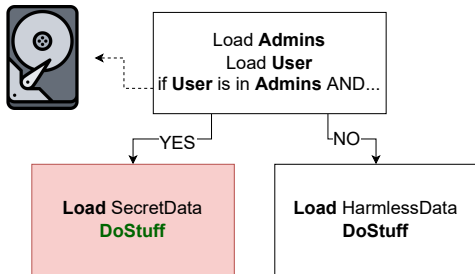 Load Admins
Load User
if User is in Admins AND...
YES
NO
Load SecretData
DoStuff
Load HarmlessData
DoStuff